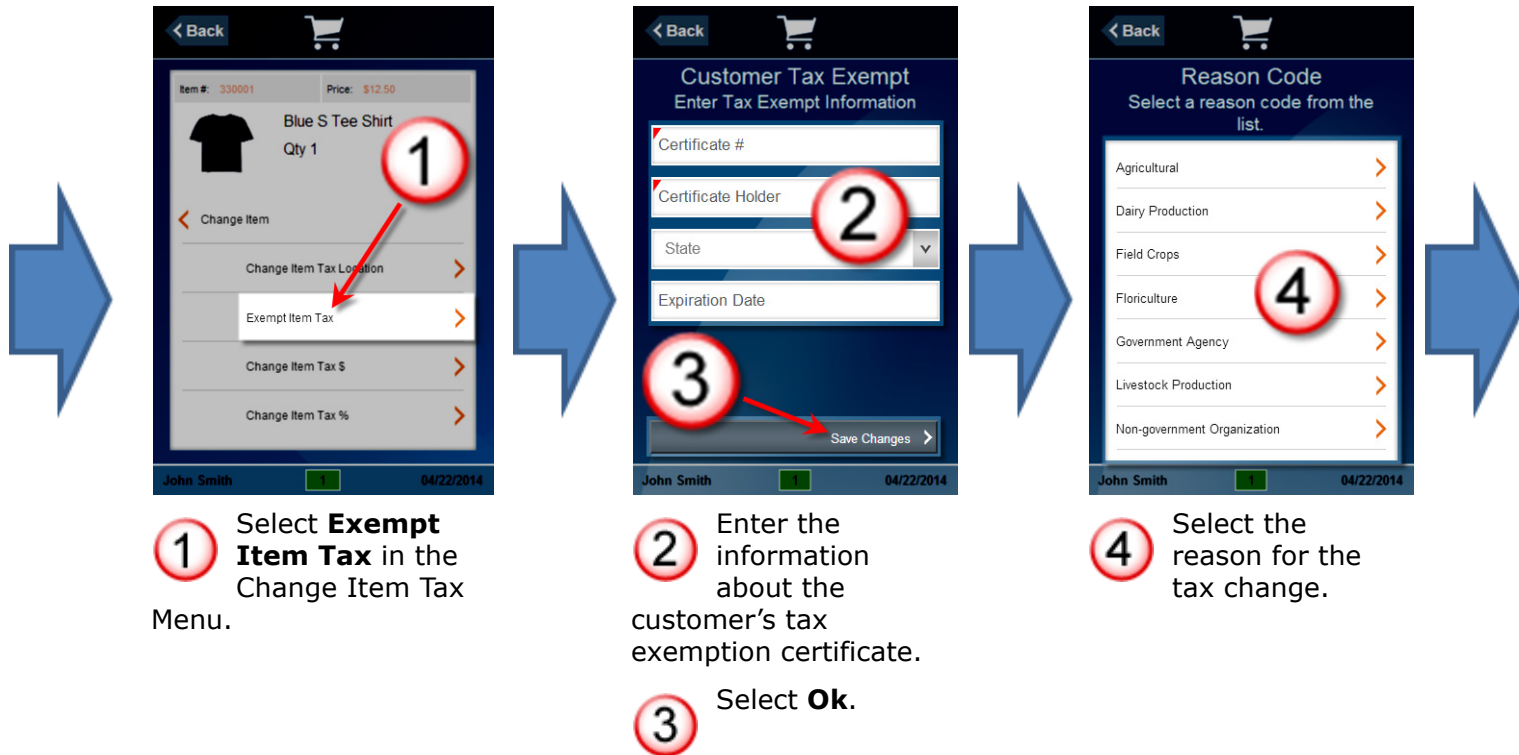 Back
Item #: 330001 Price: $12.50
Blue S Tee Shirt
Qty 1
1
Change Item
Change Item Tax Location
Exempt Item Tax
Change Item Tax $
Change Item Tax %
John Smith 1 04/22/2014
1 Select Exempt
Item Tax in the
Change Item Tax
Menu.
Back
Customer Tax Exempt
Enter Tax Exempt Information
Certificate #
Certificate Holder
2
State
Expiration Date
3
Save Changes
John Smith 1 04/22/2014
2 Enter the
information
about the
customer’s tax
exemption certificate.
3 Select Ok.
Back
Reason Code
Select a reason code from the
list.
Agricultural
Dairy Production
Field Crops
4
Floriculture
Government Agency
Livestock Production
Non-government Organization
John Smith 1 04/22/2014
4 Select the
reason for the
tax change.